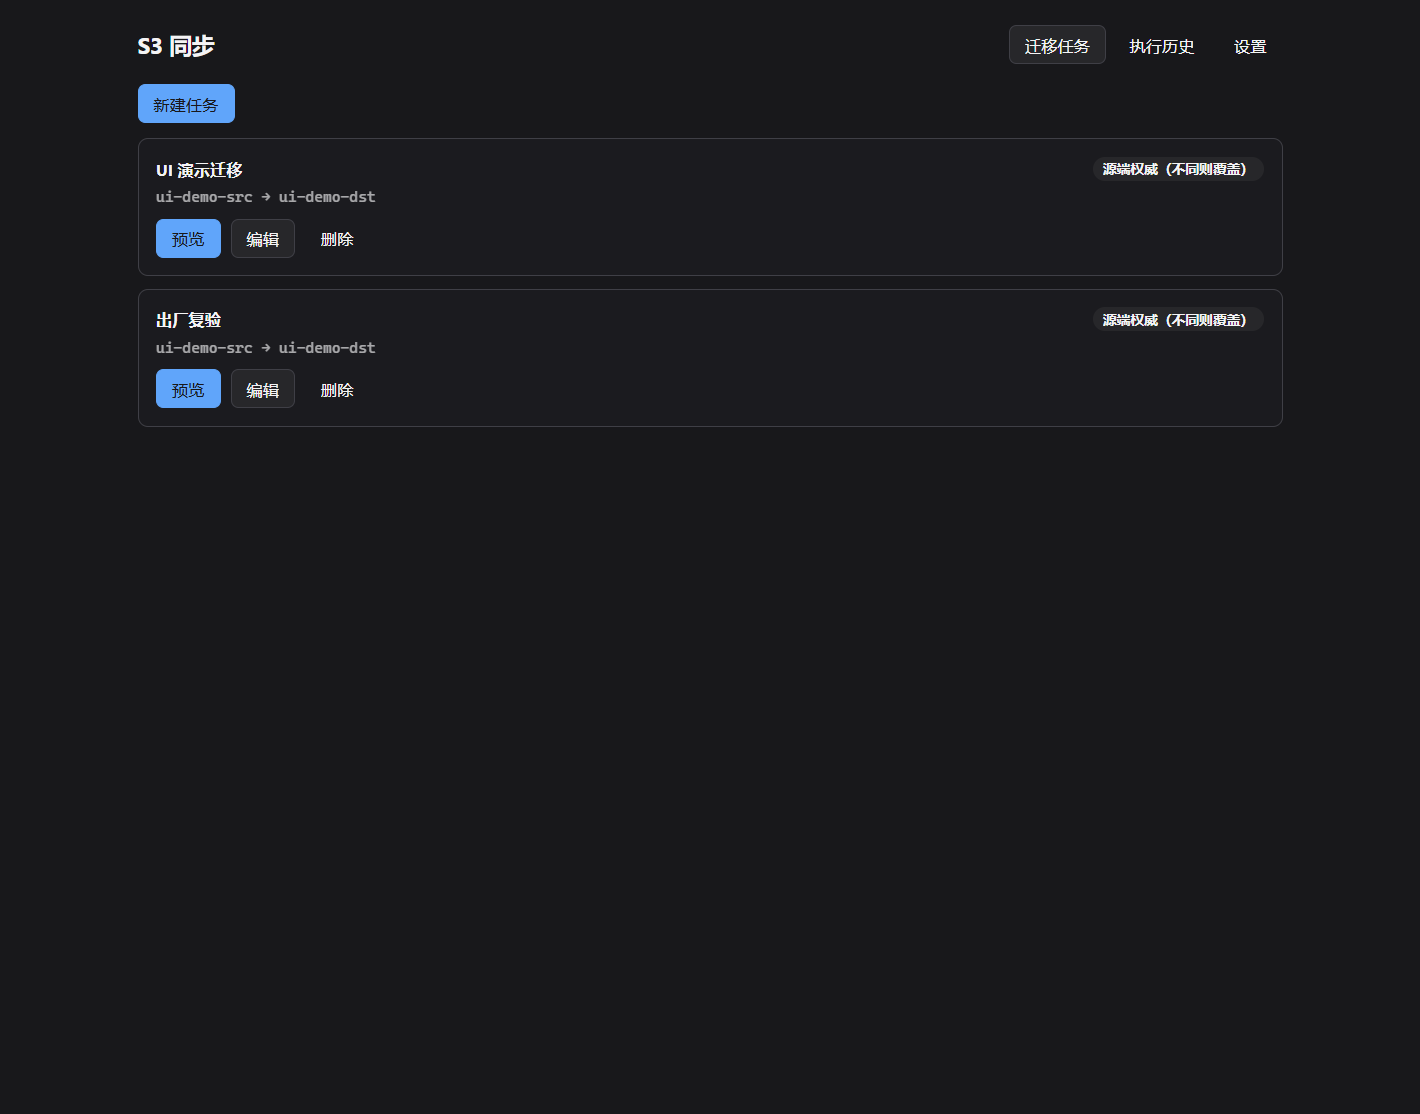 S3 同步
迁移任务 执行历史 设置
新建任务
UI 演示迁移
源端权威（不同则覆盖）
ui-demo-src → ui-demo-dst
预览 编辑 删除
出厂复验
源端权威（不同则覆盖）
ui-demo-src → ui-demo-dst
预览 编辑 删除